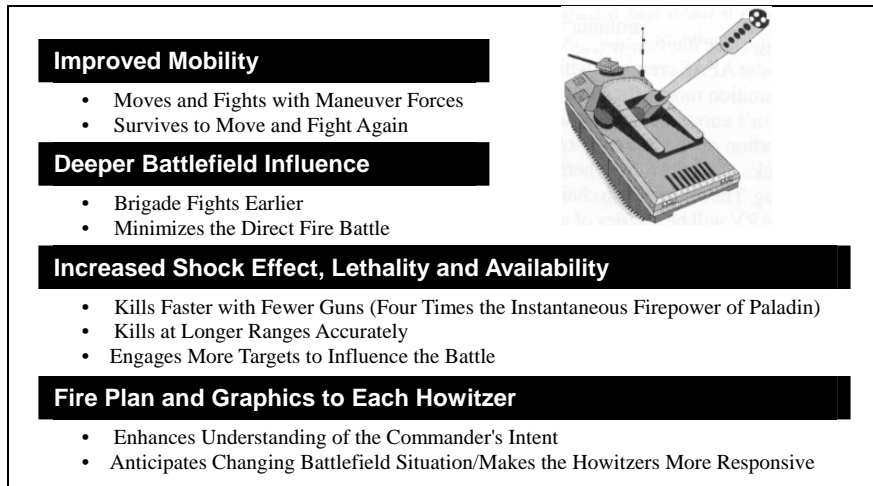 Improved Mobility
• Moves and Fights with Maneuver Forces
• Survives to Move and Fight Again
Deeper Battlefield Influence
• Brigade Fights Earlier
• Minimizes the Direct Fire Battle
Increased Shock Effect, Lethality and Availability
• Kills Faster with Fewer Guns (Four Times the Instantaneous Firepower of Paladin)
• Kills at Longer Ranges Accurately
• Engages More Targets to Influence the Battle
Fire Plan and Graphics to Each Howitzer
• Enhances Understanding of the Commander's Intent
• Anticipates Changing Battlefield Situation/Makes the Howitzers More Responsive